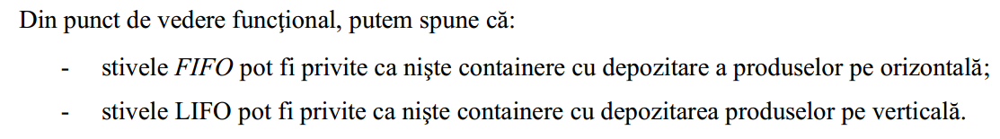 Din punct de vedere funcţional, putem spune că:
- stivele FIFO pot fi privite ca nişte containere cu depozitare a produselor pe orizontală;
- stivele LIFO pot fi privite ca nişte containere cu depozitarea produselor pe verticală.